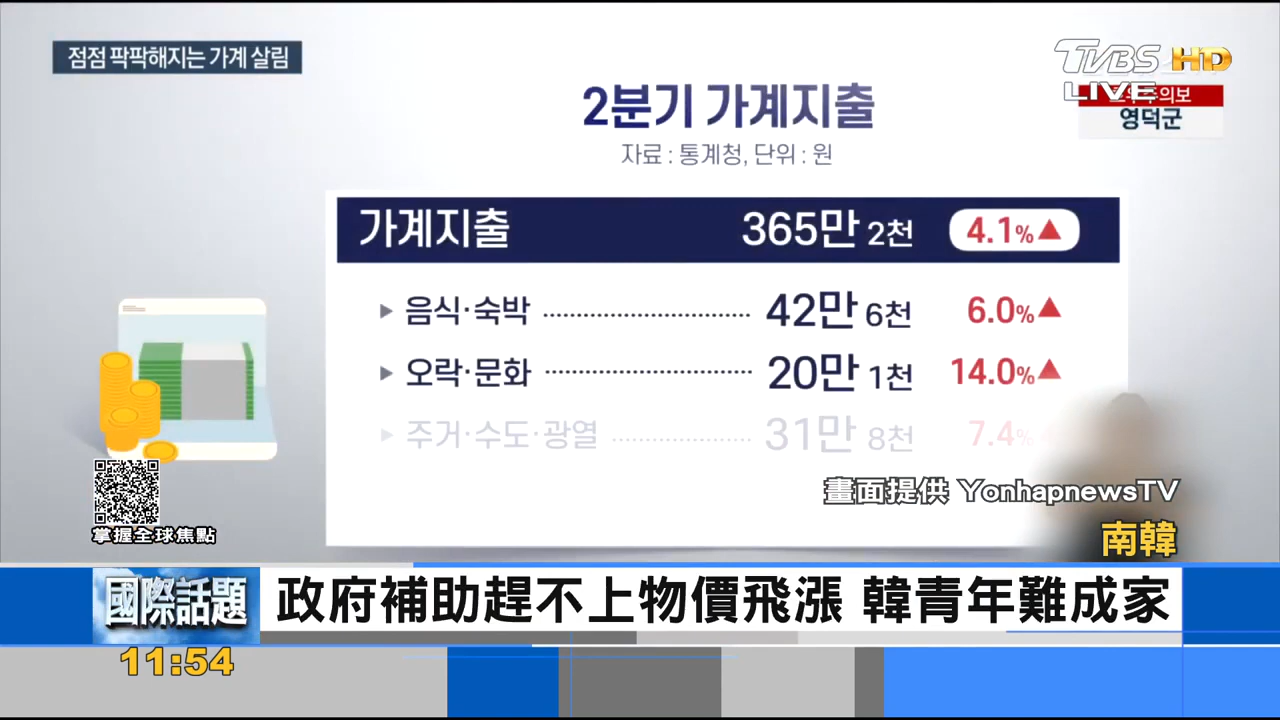 점점 팍팍해지는 가계 살림
TVBS HD
LIVE
영덕군
2분기 가계지출
자료 : 통계청, 단위 : 원
가계지출 365만 2천 4.1%▲
▶ 음식·숙박 42만 6천 6.0%▲
▶ 오락·문화 20만 1천 14.0%▲
▶ 주거·수도·광열 31만 8천 7.4%
畫面提供 YonhapnewsTV
掌握全球焦點
南韓
國際話題
政府補助趕不上物價飛漲 韓青年難成家
11:54